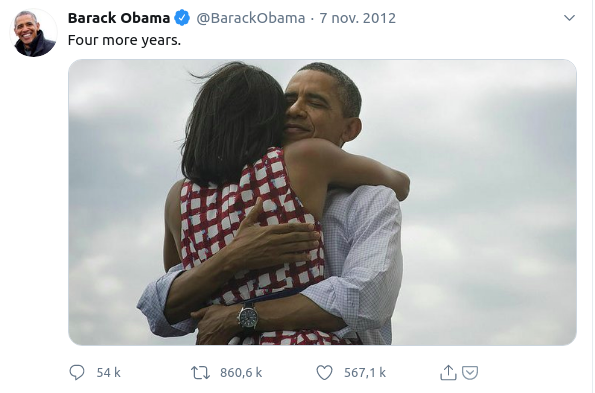 Barack Obama @BarackObama · 7 nov. 2012
Four more years.
54 k 860,6 k 567,1 k